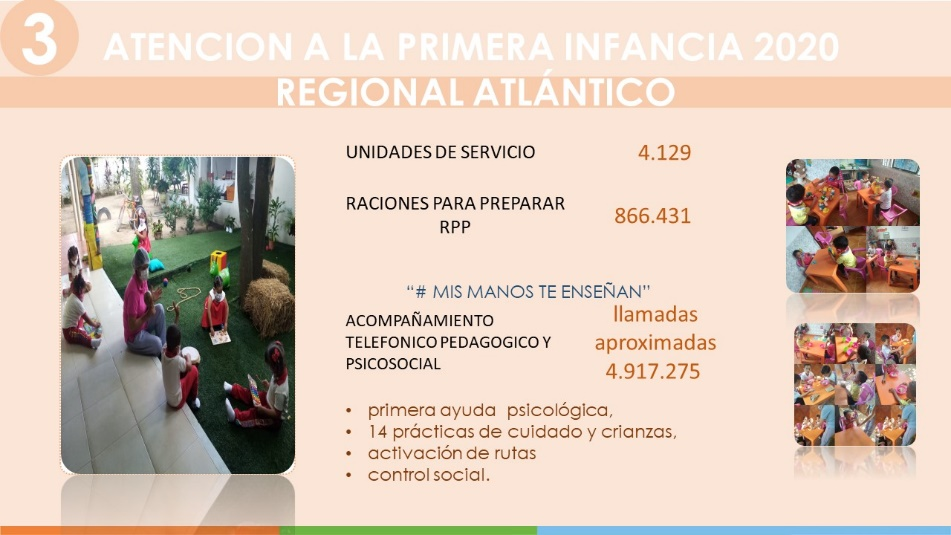 3
ATENCION A LA PRIMERA INFANCIA 2020
REGIONAL ATLÁNTICO
UNIDADES DE SERVICIO 4.129
RACIONES PARA PREPARAR
RPP
866.431
“# MIS MANOS TE ENSEÑAN”
ACOMPAÑAMIENTO
TELEFONICO PEDAGOGICO Y
PSICOSOCIAL
llamadas
aproximadas
4.917.275
• primera ayuda psicológica,
• 14 prácticas de cuidado y crianzas,
• activación de rutas
• control social.